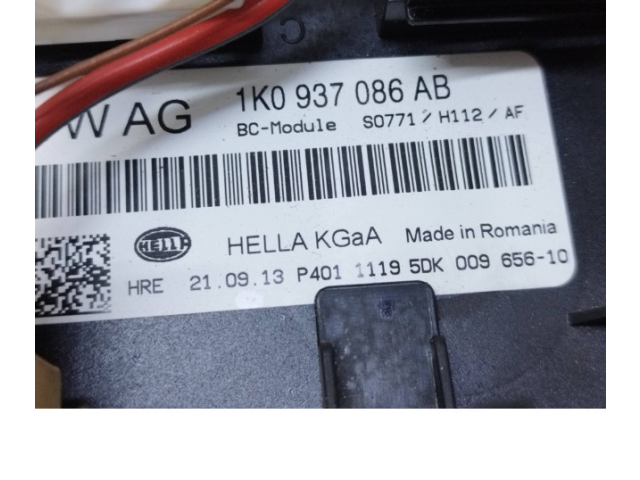 W AG 1K0 937 086 AB
BC-Module S0771 / H112 / AF
HELLA HELLA KGaA Made in Romania
HRE 21.09.13 P401 1119 5DK 009 656-10